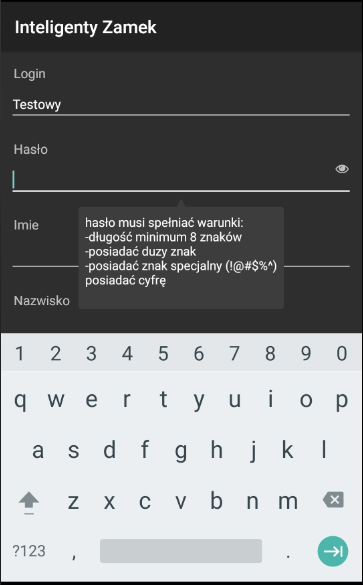 Inteligenty Zamek
Login
Testowy
Hasło
Imie
hasło musi spełniać warunki:
-długość minimum 8 znaków
-posiadać duzy znak
-posiadać znak specjalny (!@#$%^)
posiadać cyfrę
Nazwisko
1 2 3 4 5 6 7 8 9 0
q w e r t y u i o p
a s d f g h j k l
z x c v b n m
?123 , .